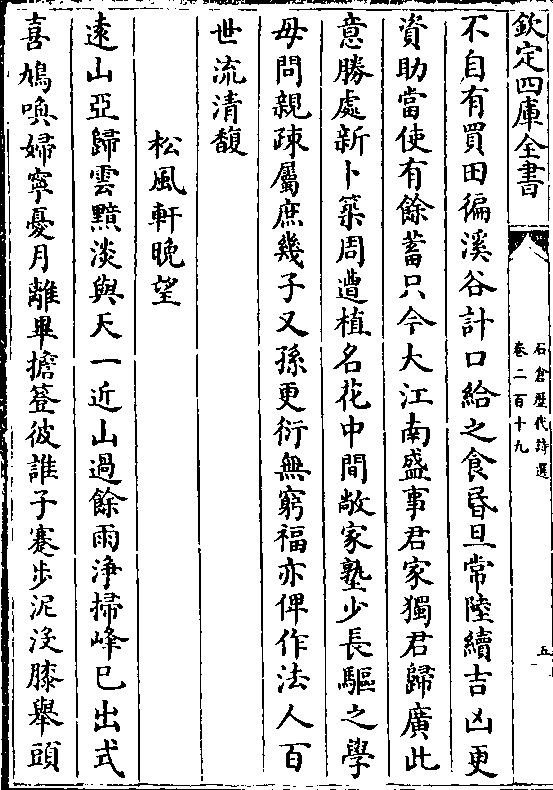 欽定四庫全書
石倉歷代詩選
卷二百十九
五
不自有買田徧溪谷計口給之食昬旦常陸續吉凶更
資助當使有餘蓄只今大江南盛事君家獨君歸廣此
意勝處新卜築周遭植名花中間敞家塾少長驅之學
毋問親疎屬庶幾子又孫更衍無窮福亦俾作法人百
世流清馥
松風軒晚望
遠山亞歸雲黯淡與天一近山過餘雨浄掃峰巳出式
喜鳩喚婦寧憂月離畢擔簦彼誰子蹇步泥没膝舉頭